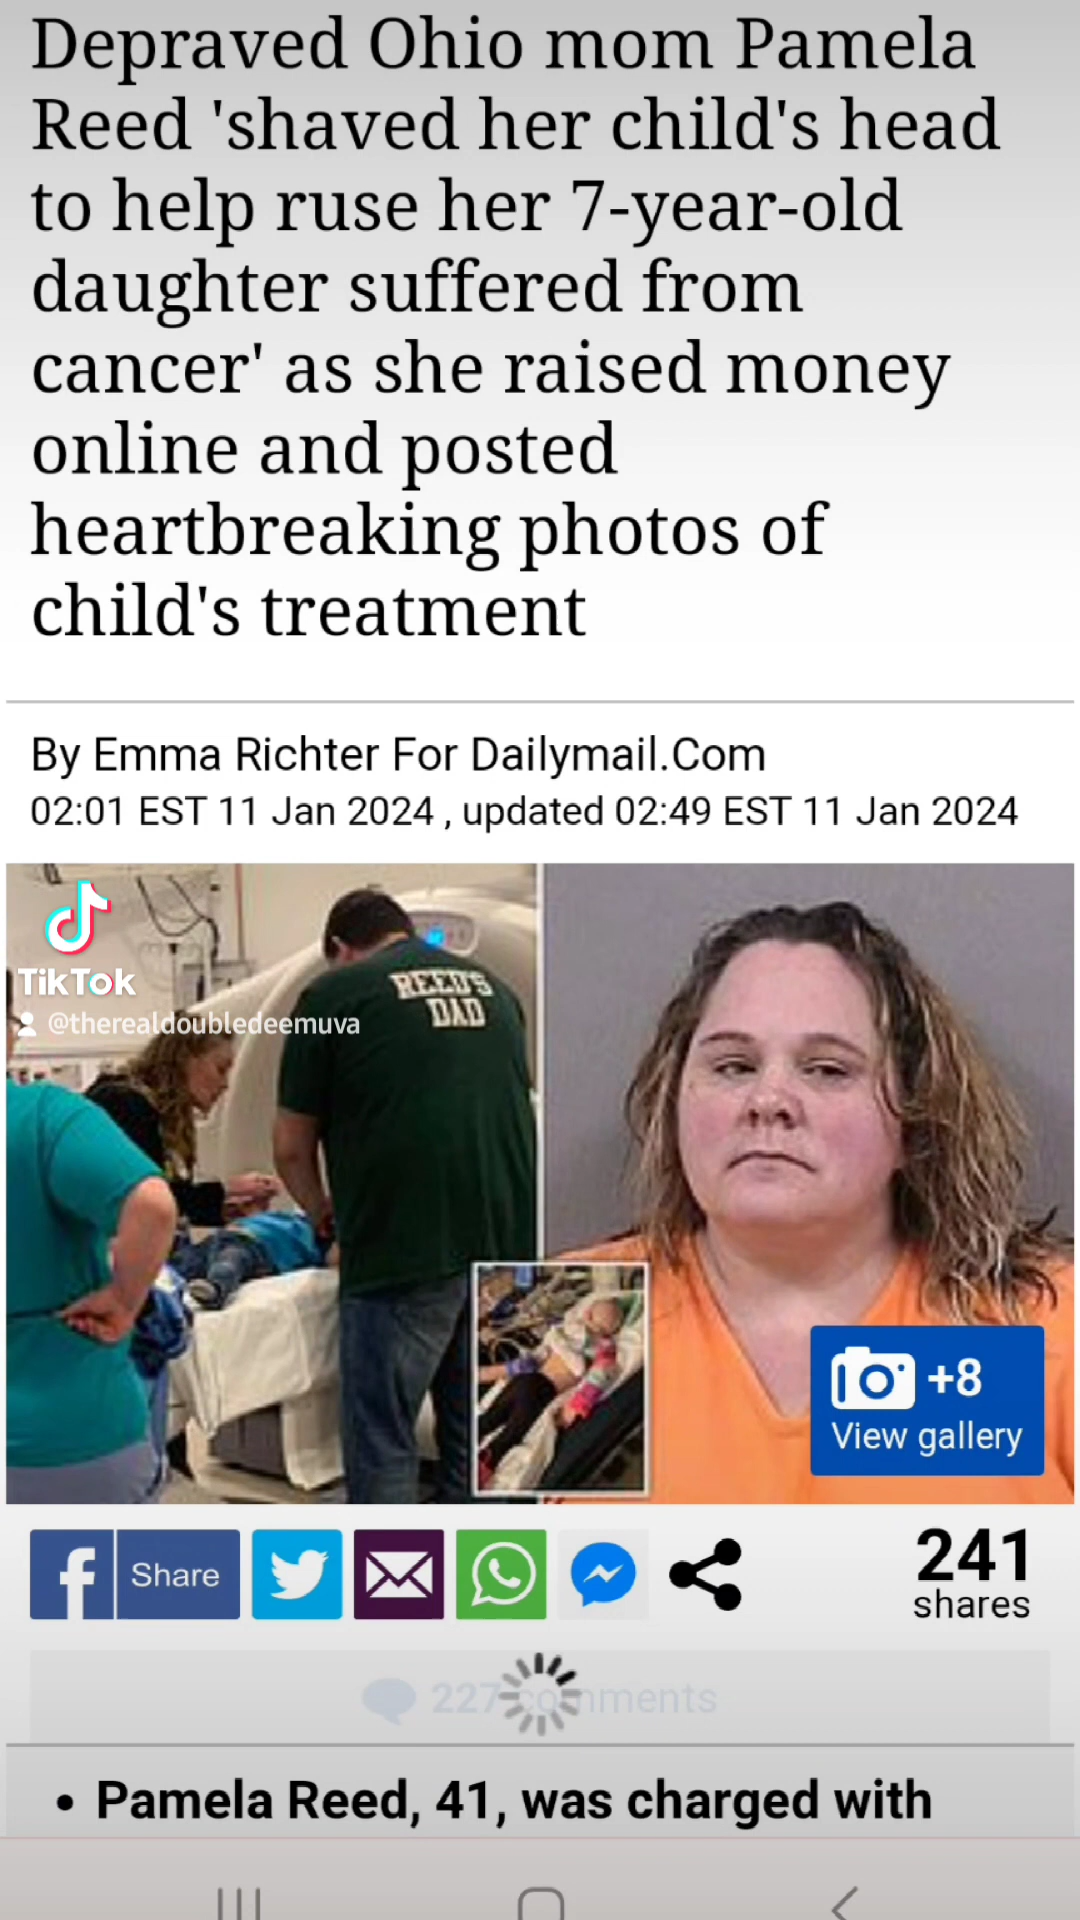 Depraved Ohio mom Pamela
Reed 'shaved her child's head
to help ruse her 7-year-old
daughter suffered from
cancer' as she raised money
online and posted
heartbreaking photos of
child's treatment
By Emma Richter For Dailymail.Com
02:01 EST 11 Jan 2024 , updated 02:49 EST 11 Jan 2024
TikTok
@therealdoubledeemuva
REED'S
DAD
+8
View gallery
Share
241
shares
227 comments
• Pamela Reed, 41, was charged with